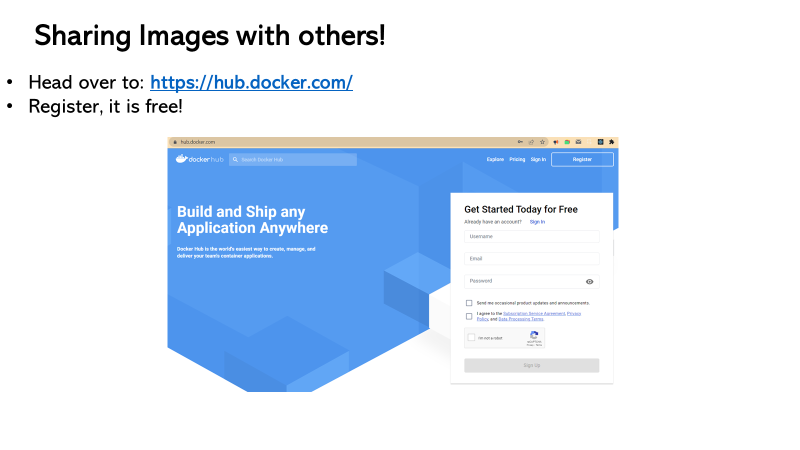 Sharing Images with others!
• Head over to: https://hub.docker.com/
• Register, it is free!
hub.docker.com
docker hub
Search Docker Hub
Explore Pricing Sign In Register
Build and Ship any
Application Anywhere
Docker Hub is the world's easiest way to create, manage, and
deliver your team's container applications.
Get Started Today for Free
Already have an account? Sign In
Username
Email
Password
Send me occasional product updates and announcements.
I agree to the Subscription Service Agreement, Privacy
Policy, and Data Processing Terms.
I'm not a robot
reCAPTCHA
Privacy - Terms
Sign Up